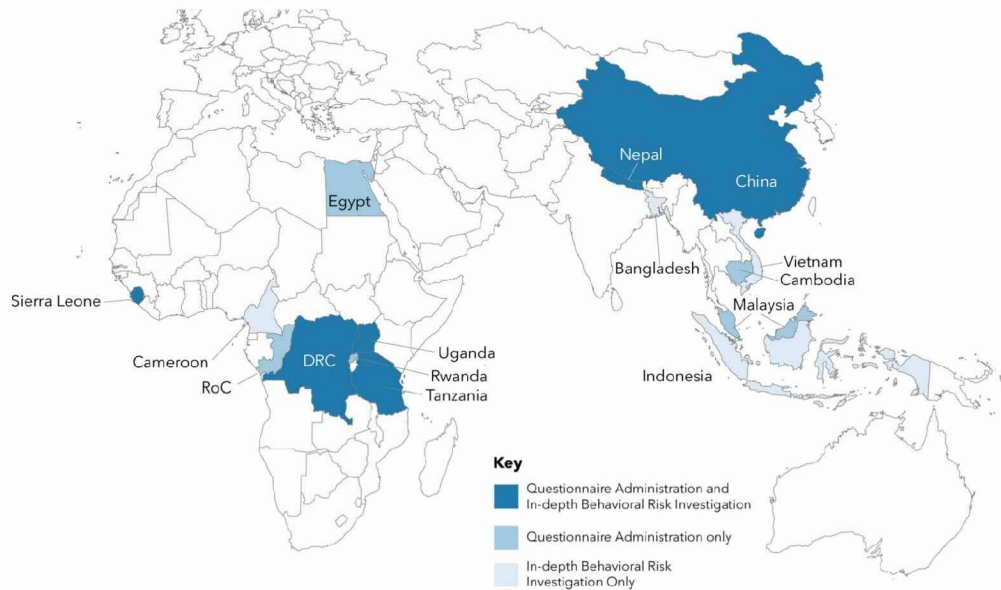 Nepal
China
Egypt
Bangladesh
Vietnam
Cambodia
Sierra Leone
Malaysia
Cameroon
DRC
Uganda
RoC
Rwanda
Tanzania
Indonesia
Key
Questionnaire Administration and
In-depth Behavioral Risk Investigation
Questionnaire Administration only
In-depth Behavioral Risk
Investigation Only